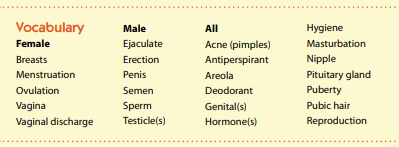 Vocabulary
Female
Breasts
Menstruation
Ovulation
Vagina
Vaginal discharge
Male
Ejaculate
Erection
Penis
Semen
Sperm
Testicle(s)
All
Acne (pimples)
Antiperspirant
Areola
Deodorant
Genital(s)
Hormone(s)
Hygiene
Masturbation
Nipple
Pituitary gland
Puberty
Pubic hair
Reproduction